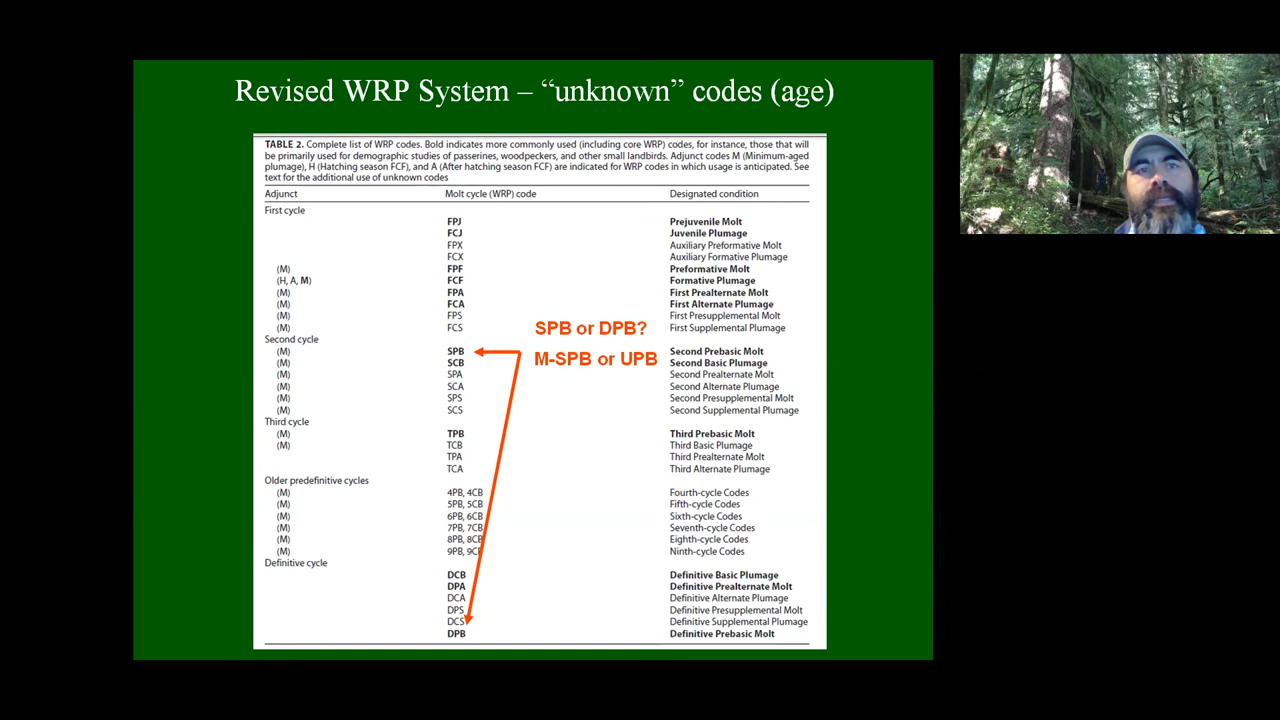 Revised WRP System – “unknown” codes (age)
TABLE 2. Complete list of WRP codes. Bold indicates more commonly used (including core WRP) codes, for instance, those that will
be primarily used for demographic studies of passerines, woodpeckers, and other small landbirds. Adjunct codes M (Minimum-aged
plumage), H (Hatching season FCF), and A (After hatching season FCF) are indicated for WRP codes in which usage is anticipated. See
text for the additional use of unknown codes
Adjunct Molt cycle (WRP) code Designated condition
First cycle
FPJ Prejuvenile Molt
FCJ Juvenile Plumage
FPX Auxiliary Preformative Molt
FCX Auxiliary Formative Plumage
(M) FPF Preformative Molt
(H, A, M) FCF Formative Plumage
(M) FPA First Prealternate Molt
(M) FCA First Alternate Plumage
(M) FPS First Presupplemental Molt
(M) FCS First Supplemental Plumage
SPB or DPB?
Second cycle
(M) SPB Second Prebasic Molt
M-SPB or UPB
(M) SCB Second Basic Plumage
(M) SPA Second Prealternate Molt
(M) SCA Second Alternate Plumage
(M) SPS Second Presupplemental Molt
(M) SCS Second Supplemental Plumage
Third cycle
(M) TPB Third Prebasic Molt
(M) TCB Third Basic Plumage
TPA Third Prealternate Molt
TCA Third Alternate Plumage
Older predefinitive cycles
(M) 4PB, 4CB Fourth-cycle Codes
(M) 5PB, 5CB Fifth-cycle Codes
(M) 6PB, 6CB Sixth-cycle Codes
(M) 7PB, 7CB Seventh-cycle Codes
(M) 8PB, 8CB Eighth-cycle Codes
(M) 9PB, 9CB Ninth-cycle Codes
Definitive cycle
DCB Definitive Basic Plumage
DPA Definitive Prealternate Molt
DCA Definitive Alternate Plumage
DPS Definitive Presupplemental Molt
DCS Definitive Supplemental Plumage
DPB Definitive Prebasic Molt